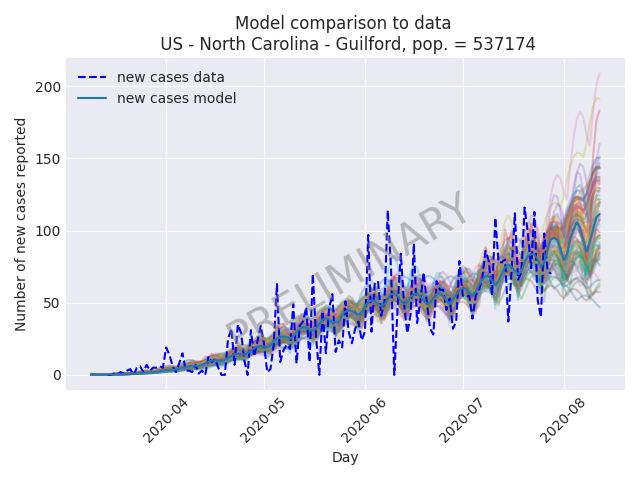 Model comparison to data
US - North Carolina - Guilford, pop. = 537174
new cases data
new cases model
PRELIMINARY
Number of new cases reported
200
150
100
50
0
2020-04
2020-05
2020-06
2020-07
2020-08
Day